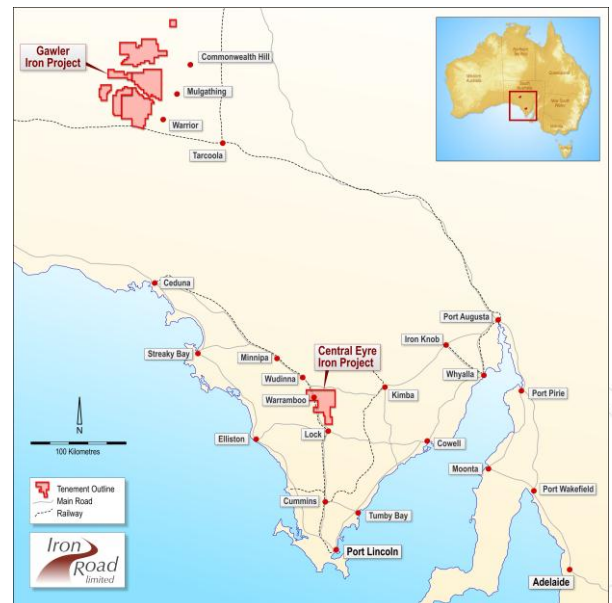 Gawler
Iron Project
Commonwealth Hill
Mulgathing
Warrior
Tarcoola
Ceduna
Port Augusta
Streaky Bay
Minnipa
Central Eyre
Iron Project
Iron Knob
Wudinna
Whyalla
Warramboo
Kimba
Port Pirie
N
100 Kilometres
Elliston
Lock
Cowell
Moonta
Tenement Outline
Main Road
Railway
Cummins
Tumby Bay
Port Wakefield
Iron
Road
limited
Port Lincoln
Adelaide